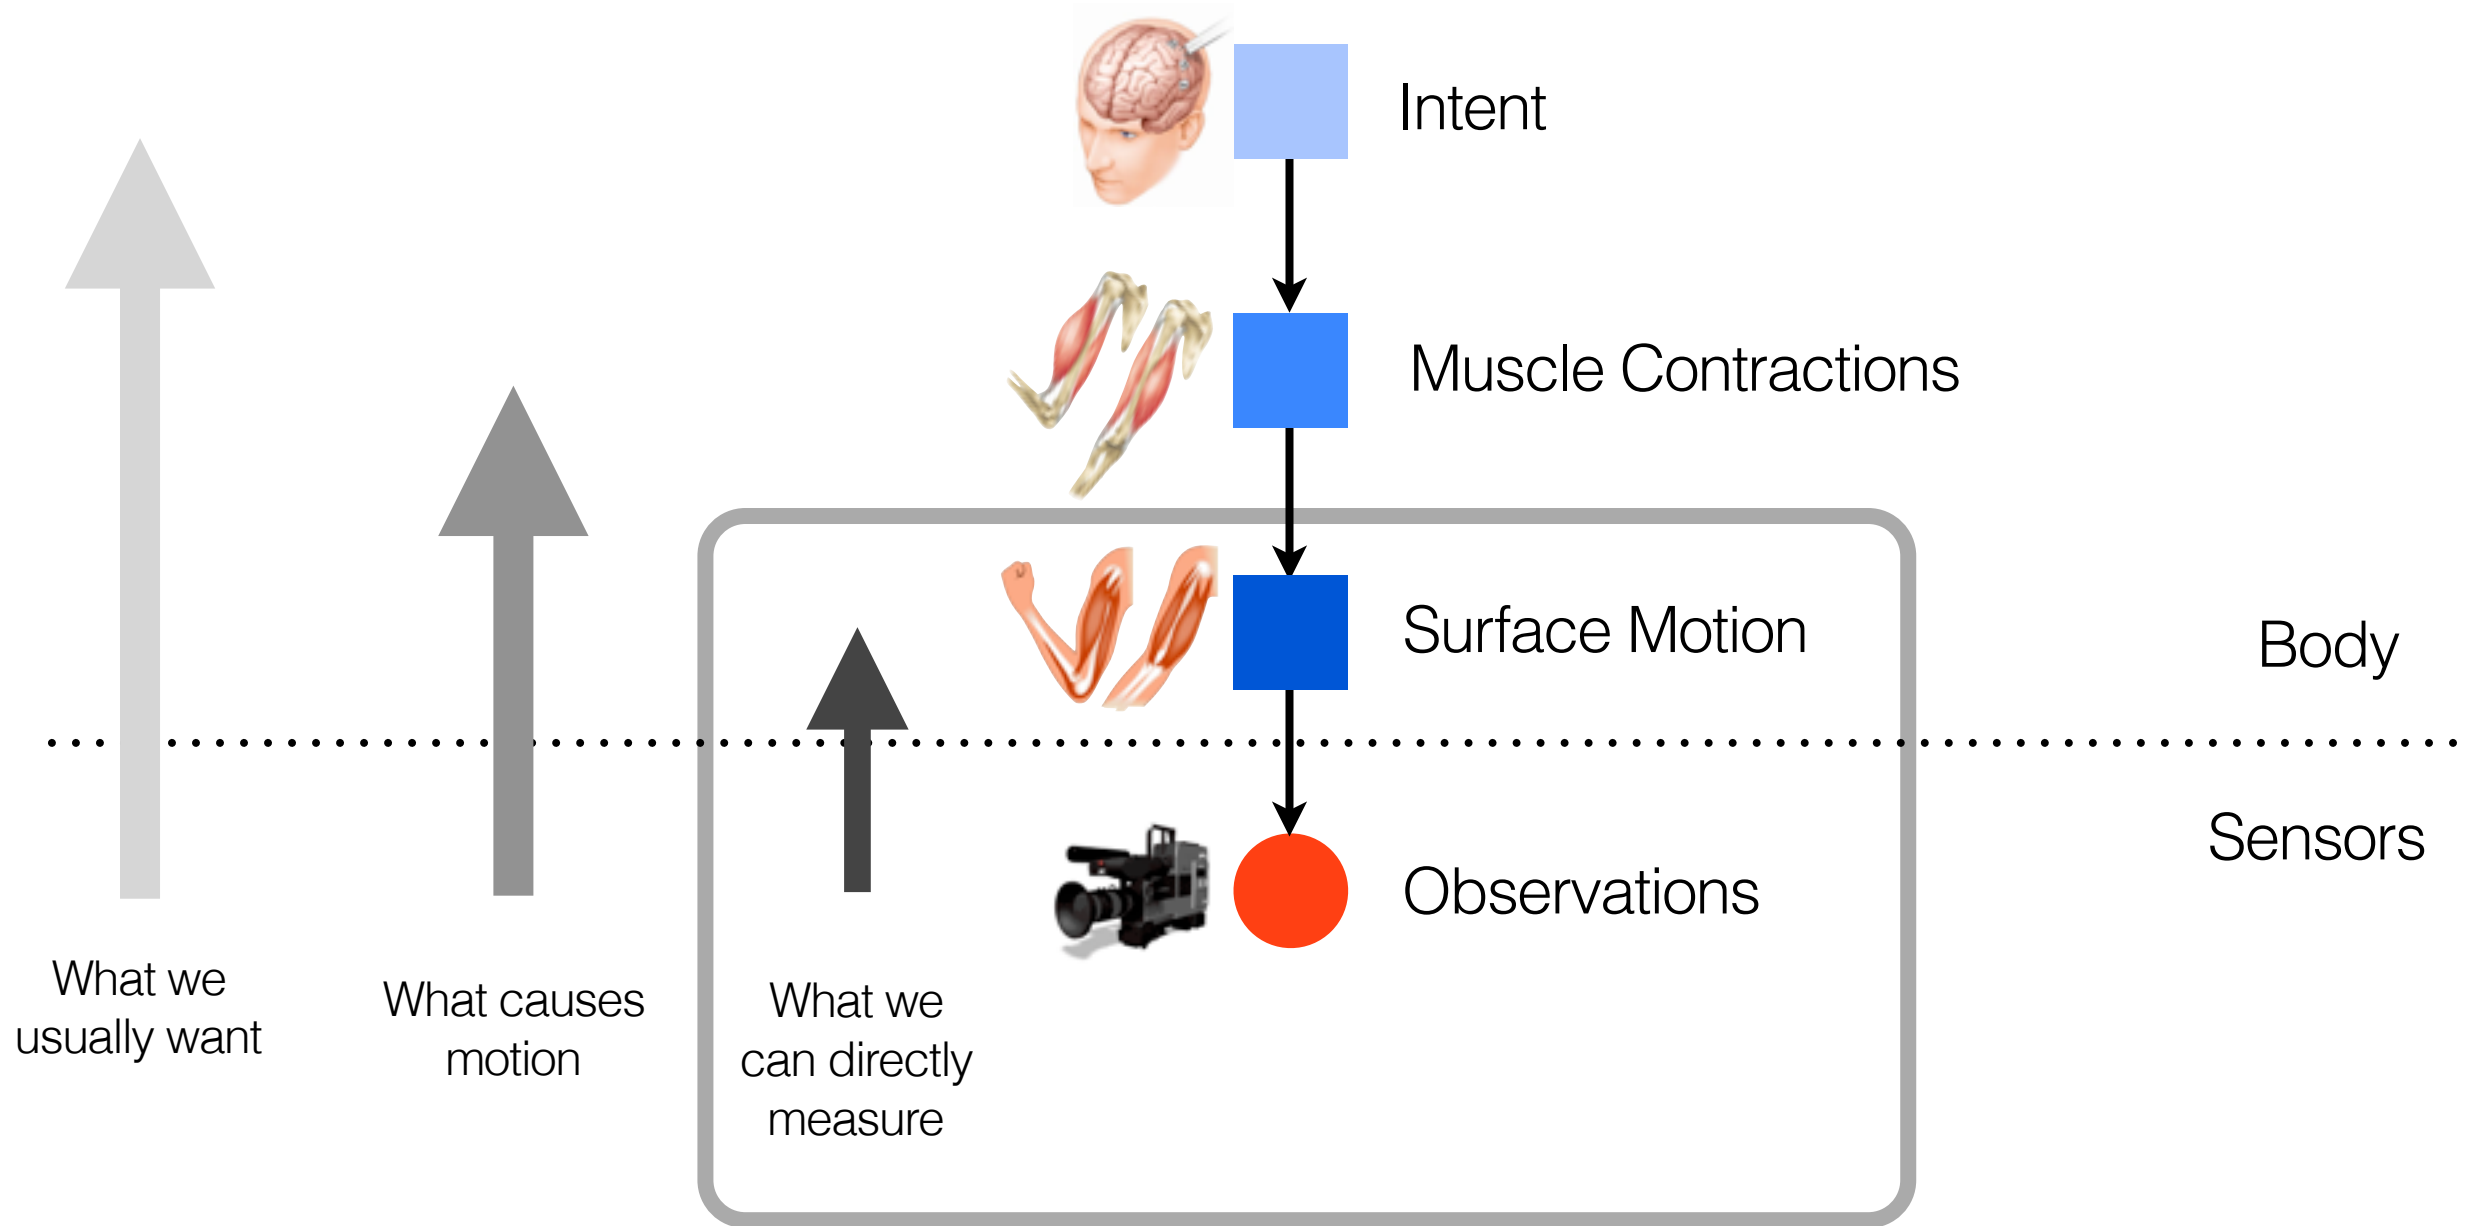 Intent
Muscle Contractions
Surface Motion
Body
Sensors
Observations
What we
usually want
What causes
motion
What we
can directly
measure